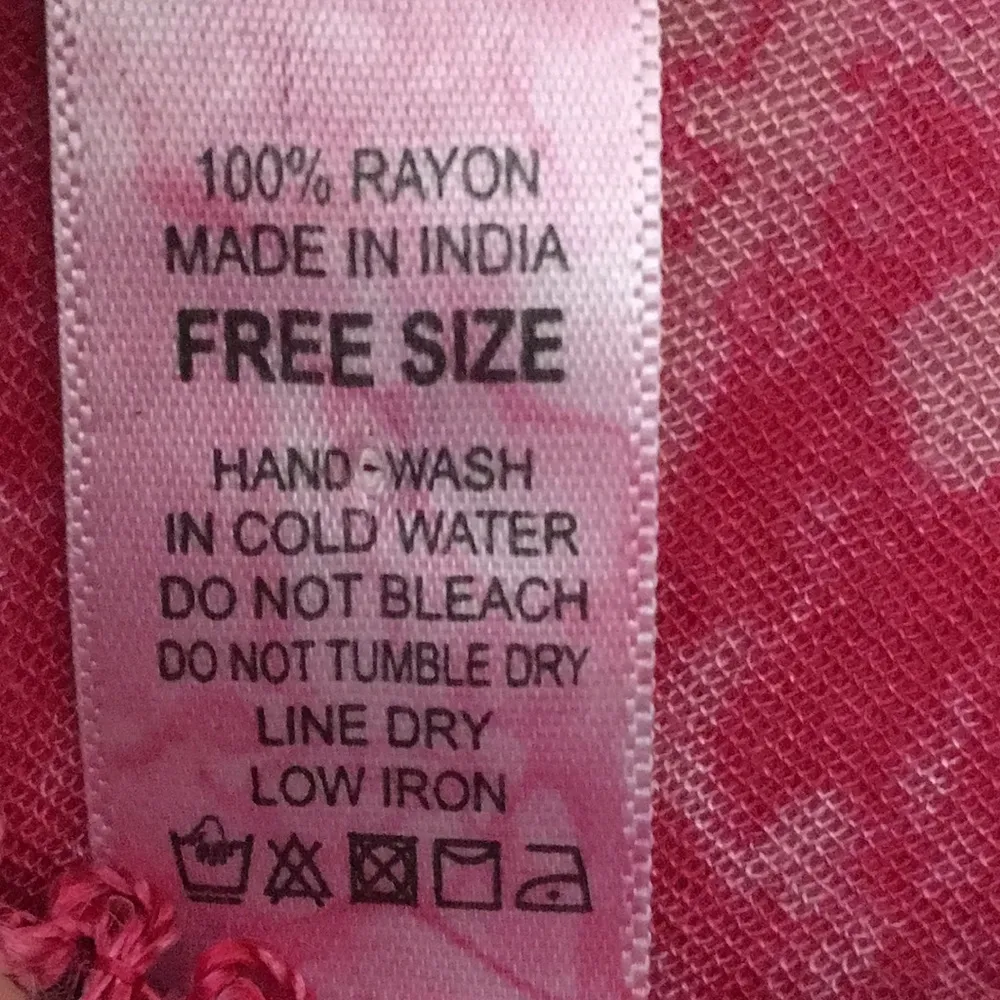 100% RAYON
MADE IN INDIA
FREE SIZE
HAND-WASH
IN COLD WATER
DO NOT BLEACH
DO NOT TUMBLE DRY
LINE DRY
LOW IRON